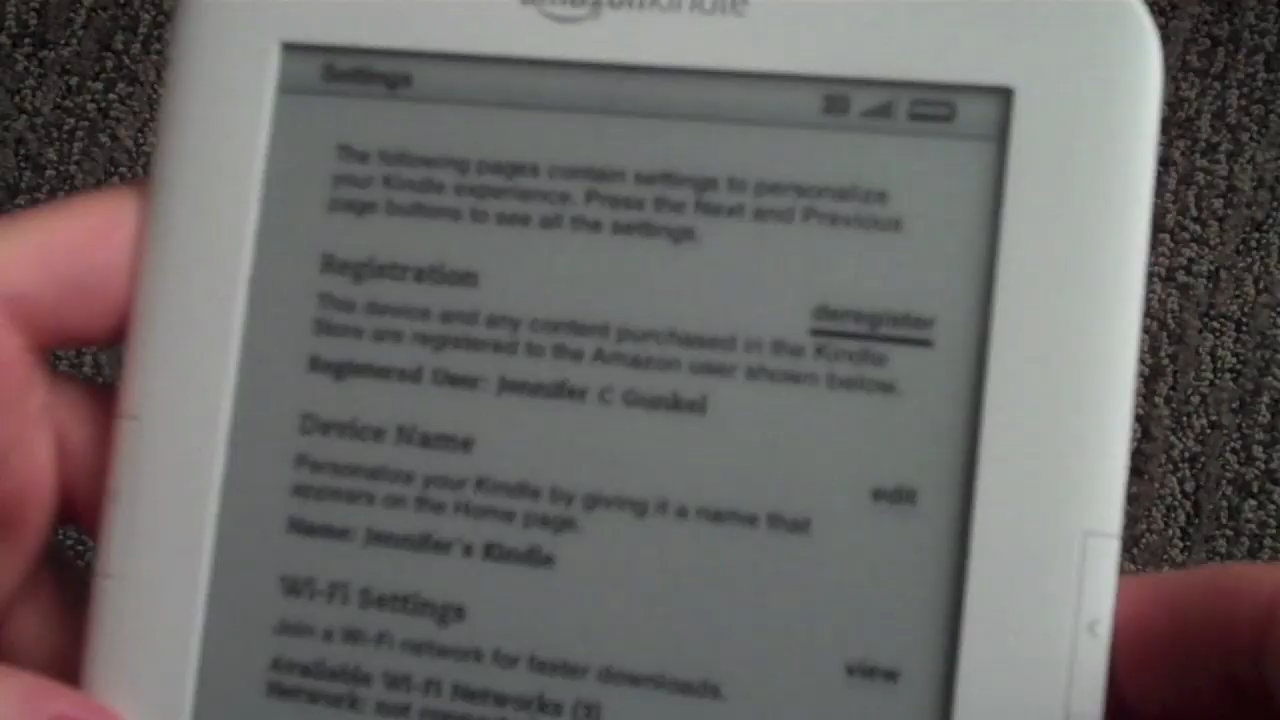 amazonkindle
Settings
The following pages contain settings to personalize
your Kindle experience. Press the Next and Previous
page buttons to see all the settings.
Registration
deregister
This device and any content purchased in the Kindle
Store are registered to the Amazon user shown below.
Registered User: Jennifer C Gunkel
Device Name
Personalize your Kindle by giving it a name that
edit
appears on the Home page.
Name: Jennifer's Kindle
Wi-Fi Settings
Join a Wi-Fi network for faster downloads.
view
Available Wi-Fi Networks
Network: not
<